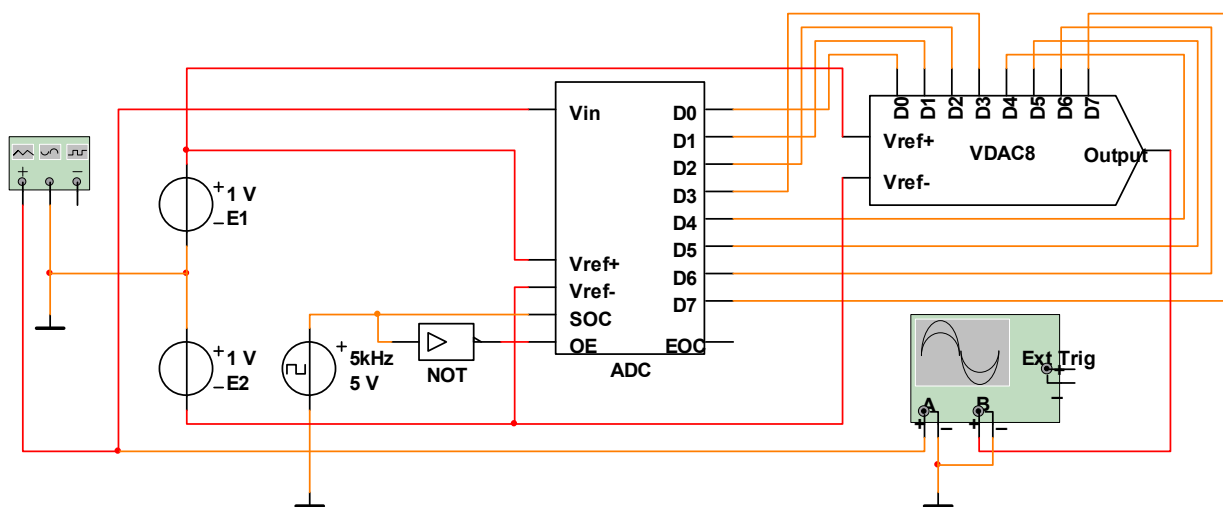 D0
D1
D2
D3
D4
D5
D6
D7
Vref+
Vref-
VDAC8
Output
Vin
D0
D1
D2
D3
D4
D5
D6
D7
Vref+
Vref-
SOC
OE
EOC
ADC
+
−
+
1 V
−
E1
+
1 V
−
E2
+
5kHz
5 V
NOT
Ext Trig
+
−
A
B
+
−
+
−